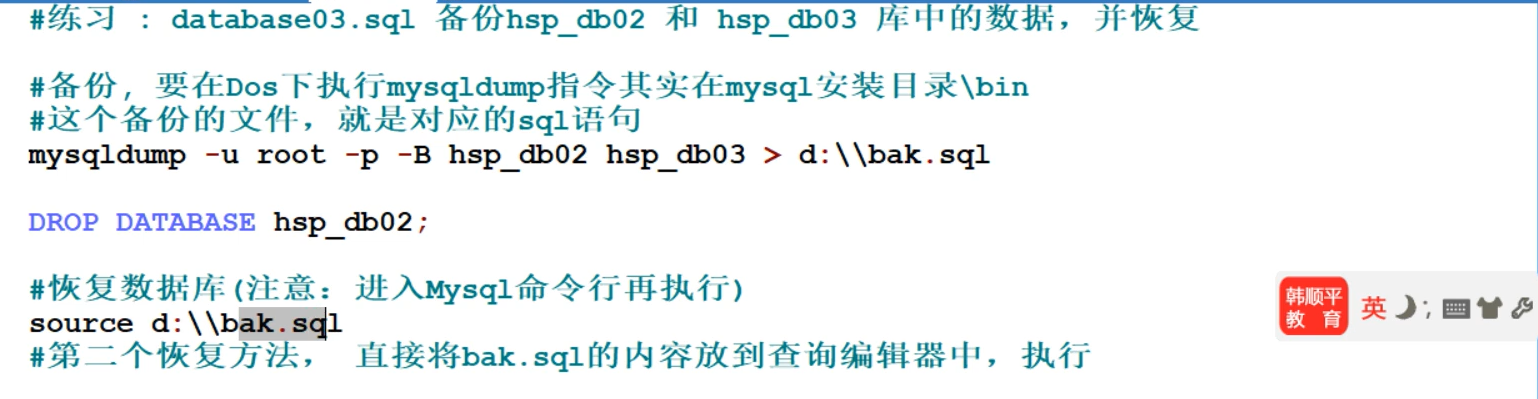 #练习 : database03.sql 备份hsp_db02 和 hsp_db03 库中的数据，并恢复
#备份, 要在Dos下执行mysqldump指令其实在mysql安装目录\bin
#这个备份的文件，就是对应的sql语句
mysqldump -u root -p -B hsp_db02 hsp_db03 > d:\\bak.sql
DROP DATABASE hsp_db02;
#恢复数据库(注意：进入Mysql命令行再执行)
source d:\\bak.sql
#第二个恢复方法， 直接将bak.sql的内容放到查询编辑器中，执行
韩顺平
教 育
英